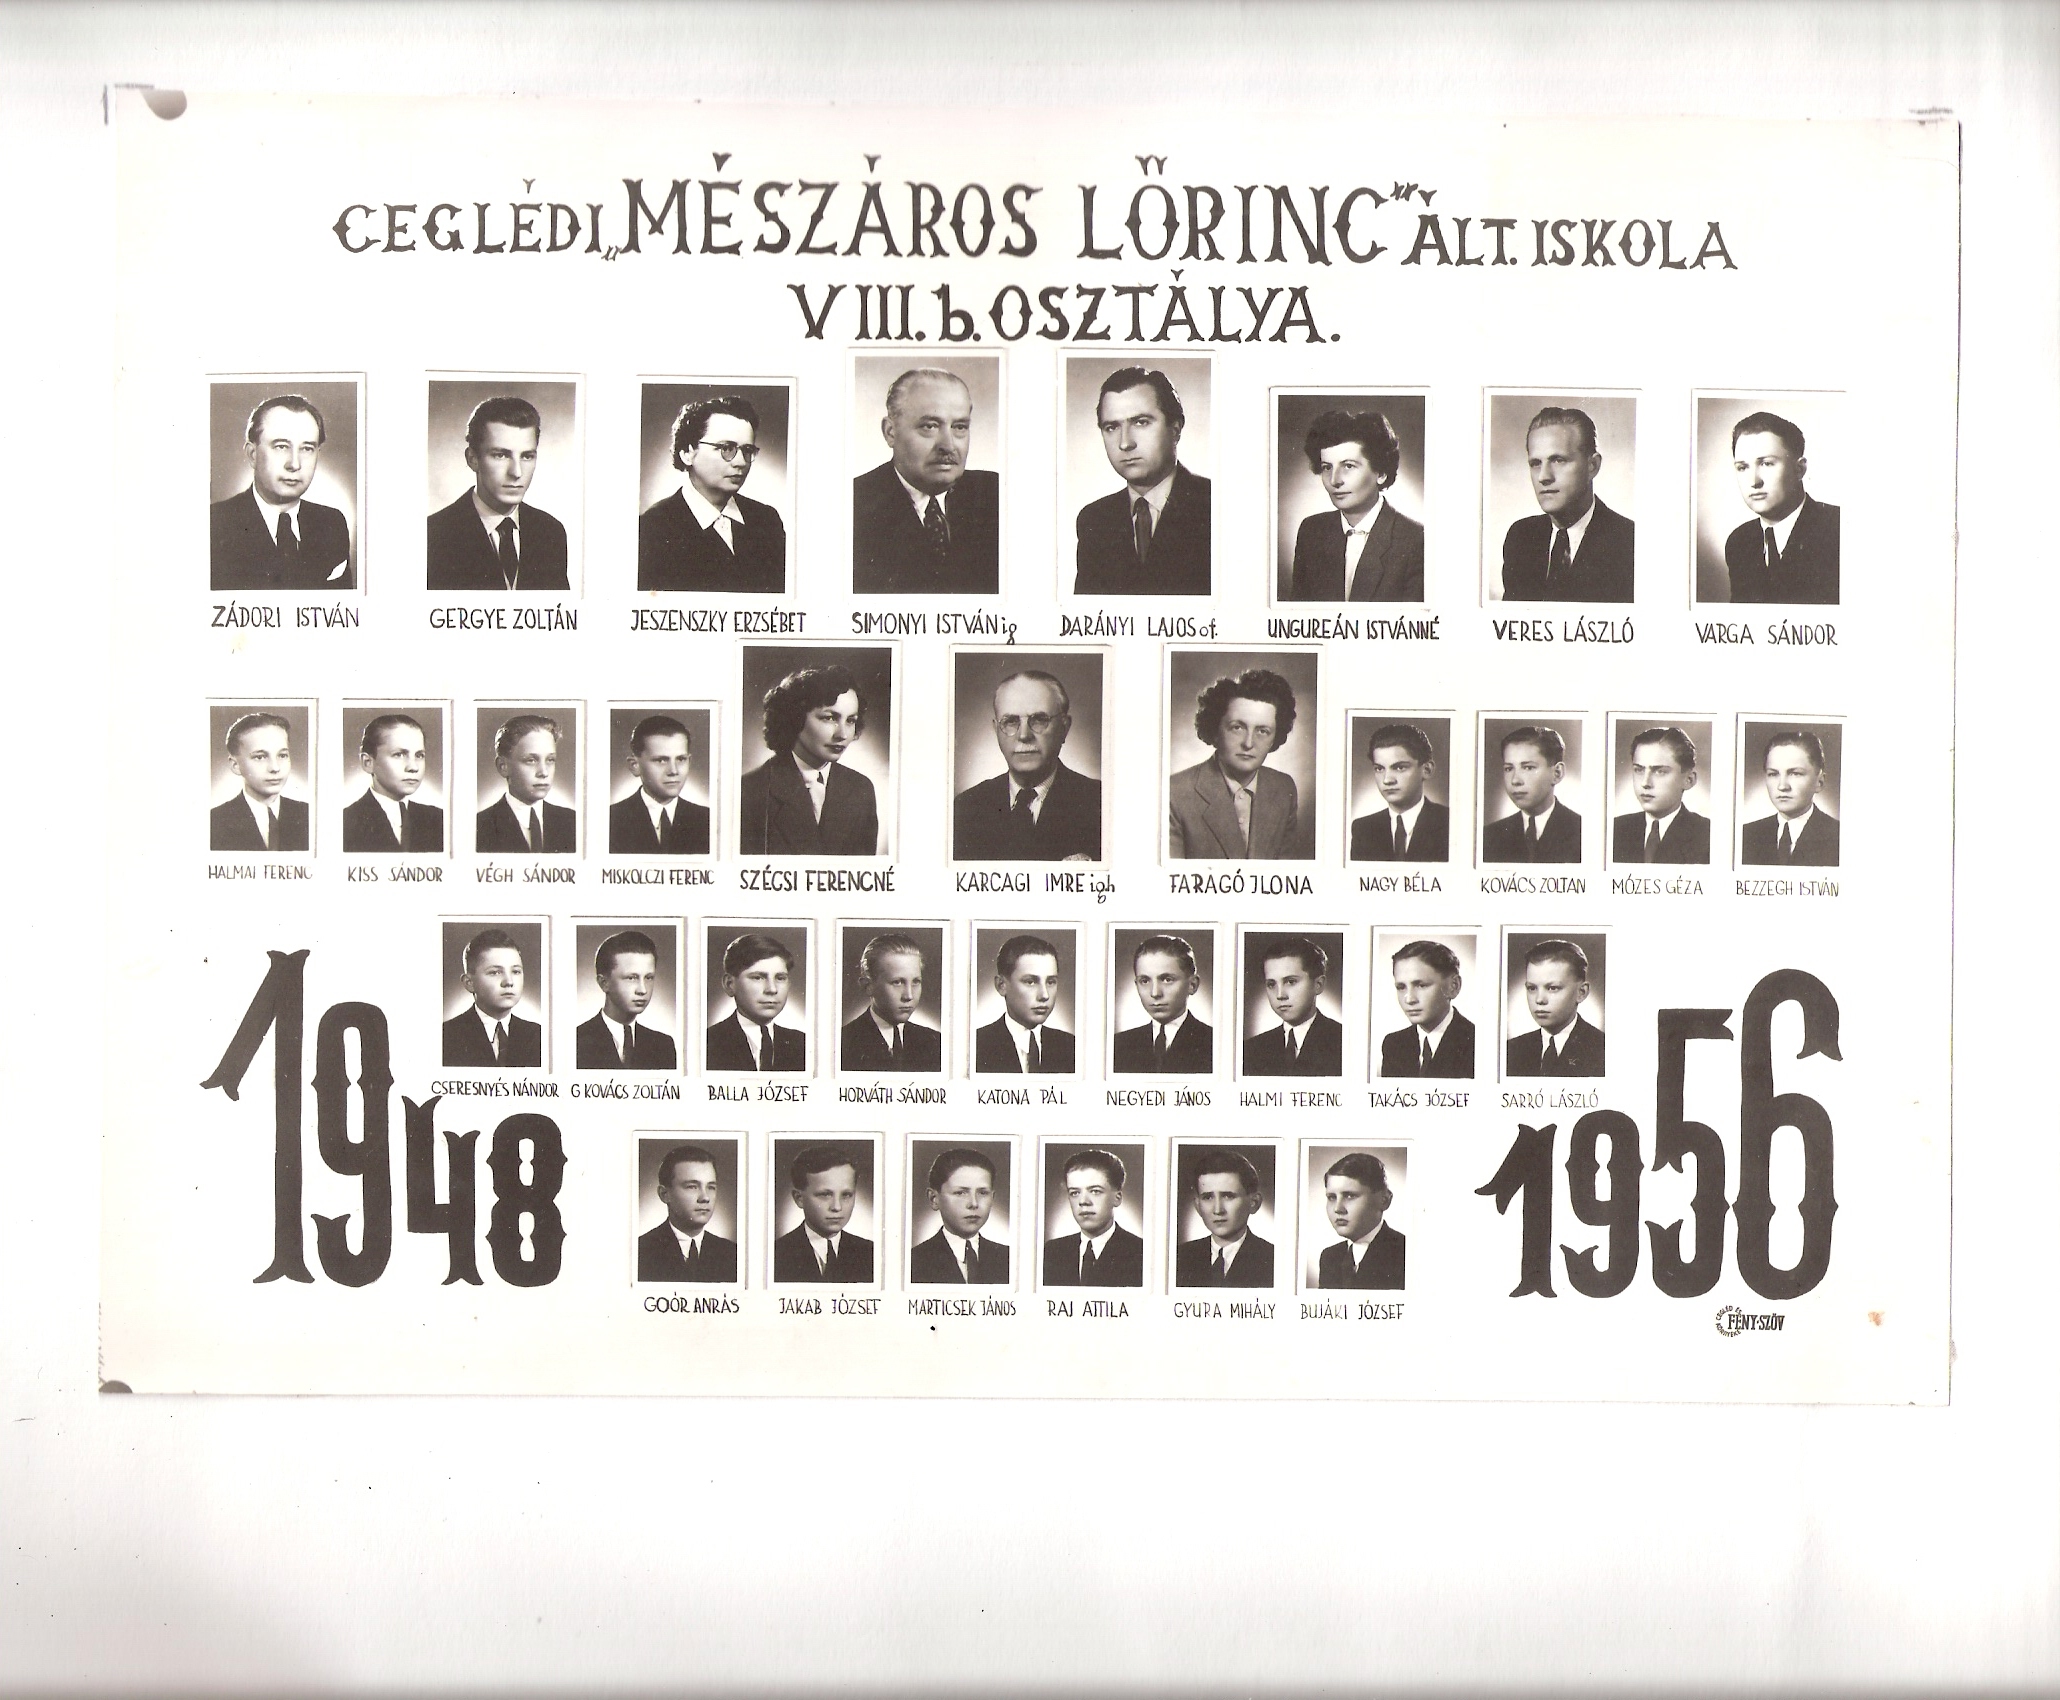 CEGLÉDI „MÉSZÁROS LŐRINC" ÁLT. ISKOLA
VIII. b. OSZTÁLYA.
ZÁDORI ISTVÁN GERGYE ZOLTÁN JESZENSZKY ERZSÉBET SIMONYI ISTVÁN ig DARÁNYI LAJOS of. UNGUREÁN ISTVÁNNÉ VERES LÁSZLÓ VARGA SÁNDOR
HALMAI FERENC KISS SÁNDOR VÉGH SÁNDOR MISKOLCZI FERENC SZÉCSI FERENCNÉ KARCAGI IMRE igh FARAGÓ ILONA NAGY BÉLA KOVÁCS ZOLTAN MÓZES GÉZA BEZZEGH ISTVÁN
CSERESNYÉS NÁNDOR G KOVÁCS ZOLTÁN BALLA JÓZSEF HORVÁTH SÁNDOR KATONA PÁL NEGYEDI JÁNOS HALMI FERENC TAKÁCS JÓZSEF SARRÓ LÁSZLÓ
1948 1956
GOÓR ANRÁS JAKAB JÓZSEF MARTICSEK JÁNOS RAJ ATTILA GYURA MIHÁLY BUJÁKI JÓZSEF
CEGLÉD ÉS KÖRNYÉKE FÉNY-SZÖV